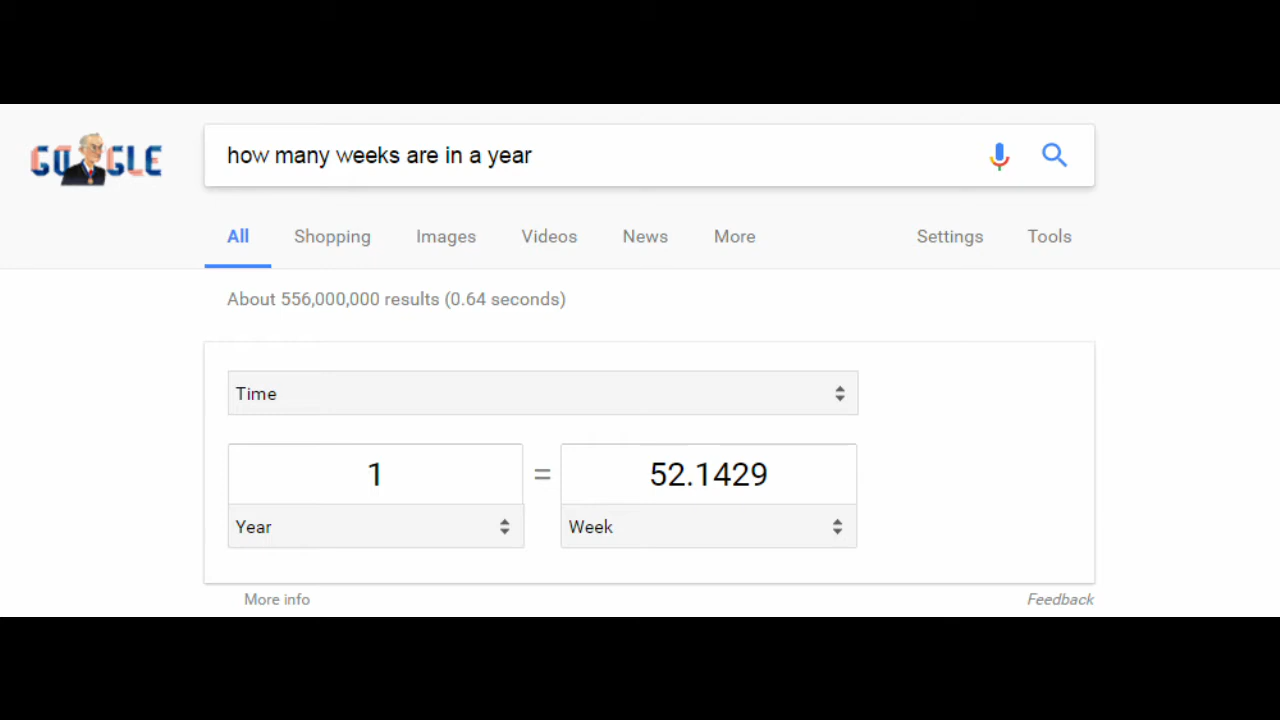 GOOGLE
how many weeks are in a year
All Shopping Images Videos News More Settings Tools
About 556,000,000 results (0.64 seconds)
Time
1 = 52.1429
Year Week
More info Feedback